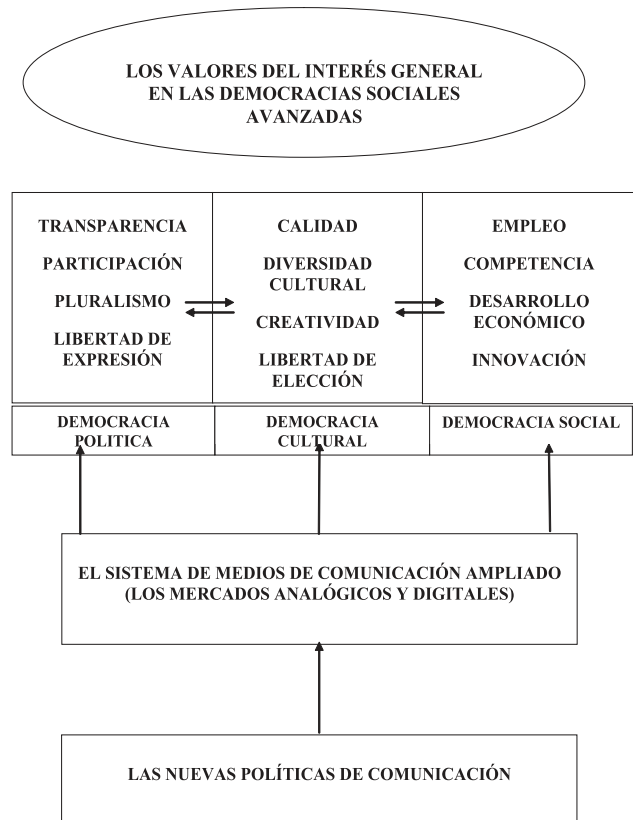 LOS VALORES DEL INTERÉS GENERAL
EN LAS DEMOCRACIAS SOCIALES
AVANZADAS
TRANSPARENCIA
PARTICIPACIÓN
PLURALISMO
LIBERTAD DE
EXPRESIÓN
CALIDAD
DIVERSIDAD
CULTURAL
CREATIVIDAD
LIBERTAD DE
ELECCIÓN
EMPLEO
COMPETENCIA
DESARROLLO
ECONÓMICO
INNOVACIÓN
DEMOCRACIA
POLITICA
DEMOCRACIA
CULTURAL
DEMOCRACIA SOCIAL
EL SISTEMA DE MEDIOS DE COMUNICACIÓN AMPLIADO
(LOS MERCADOS ANALÓGICOS Y DIGITALES)
LAS NUEVAS POLÍTICAS DE COMUNICACIÓN